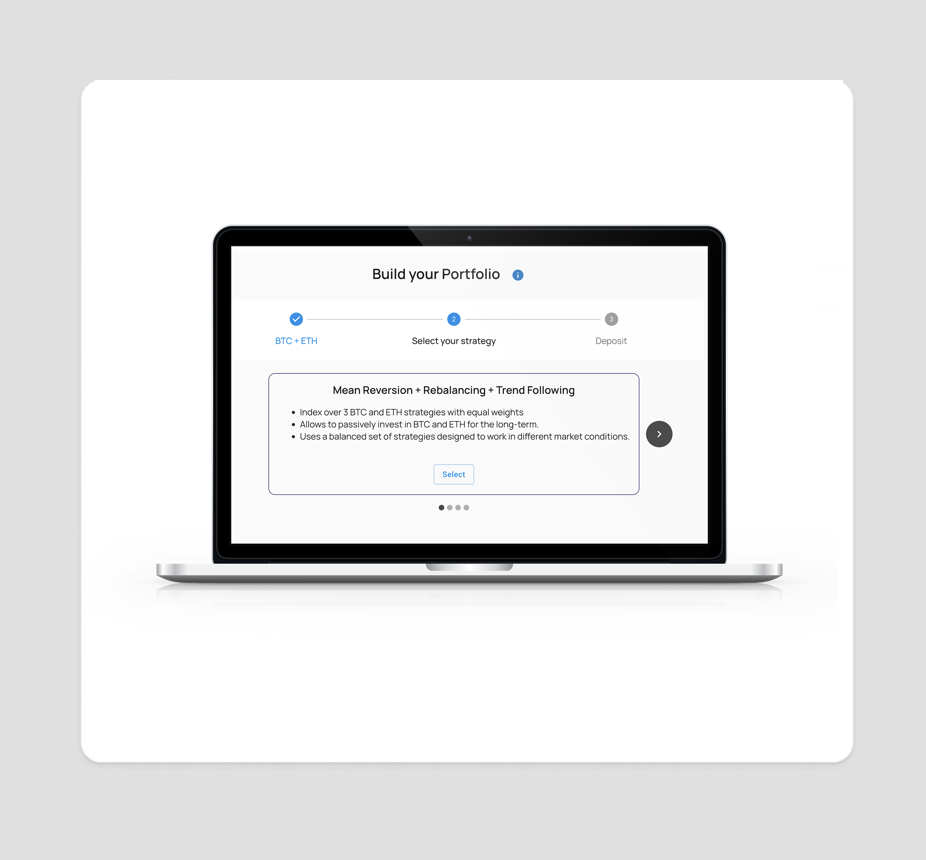 Build your Portfolio
2
3
BTC + ETH
Select your strategy
Deposit
Mean Reversion + Rebalancing + Trend Following
Index over 3 BTC and ETH strategies with equal weights
Allows to passively invest in BTC and ETH for the long-term.
Uses a balanced set of strategies designed to work in different market conditions.
Select